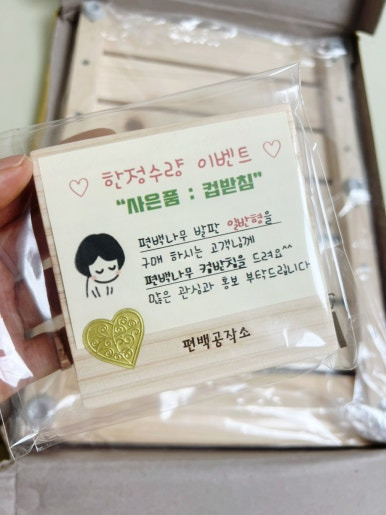 ♡ 한정수량 이벤트 ♡
"사은품 : 컵받침"
편백나무 발판 일반형을
구매 하시는 고객님께
편백나무 컵받침을 드려요^^
많은 관심과 홍보 부탁드립니다
편백공작소